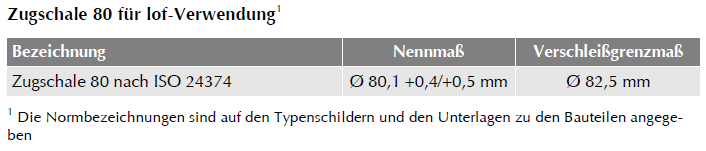 Zugschale 80 für lof-Verwendung¹
Bezeichnung Nennmaß Verschleißgrenzmaß
Zugschale 80 nach ISO 24374 Ø 80,1 +0,4/+0,5 mm Ø 82,5 mm
¹ Die Normbezeichnungen sind auf den Typenschildern und den Unterlagen zu den Bauteilen angege-
ben